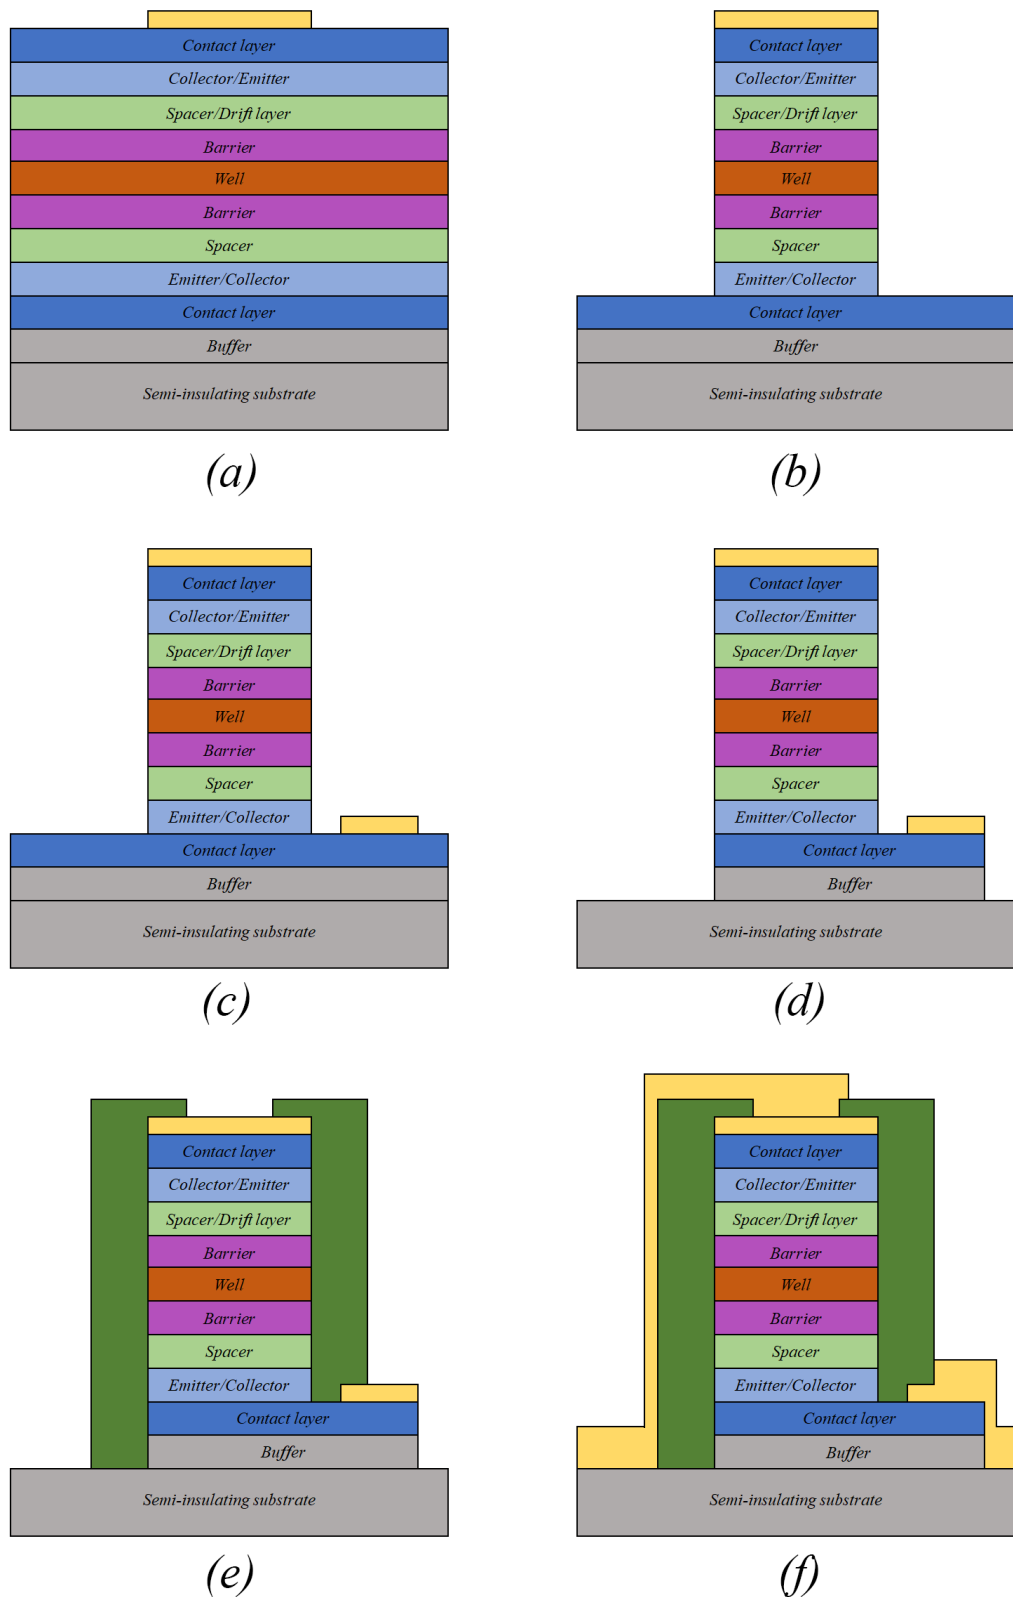 Contact layer
Collector/Emitter
Spacer/Drift layer
Barrier
Well
Barrier
Spacer
Emitter/Collector
Contact layer
Buffer
Semi-insulating substrate
(a)
Contact layer
Collector/Emitter
Spacer/Drift layer
Barrier
Well
Barrier
Spacer
Emitter/Collector
Contact layer
Buffer
Semi-insulating substrate
(b)
Contact layer
Collector/Emitter
Spacer/Drift layer
Barrier
Well
Barrier
Spacer
Emitter/Collector
Contact layer
Buffer
Semi-insulating substrate
(c)
Contact layer
Collector/Emitter
Spacer/Drift layer
Barrier
Well
Barrier
Spacer
Emitter/Collector
Contact layer
Buffer
Semi-insulating substrate
(d)
Contact layer
Collector/Emitter
Spacer/Drift layer
Barrier
Well
Barrier
Spacer
Emitter/Collector
Contact layer
Buffer
Semi-insulating substrate
(e)
Contact layer
Collector/Emitter
Spacer/Drift layer
Barrier
Well
Barrier
Spacer
Emitter/Collector
Contact layer
Buffer
Semi-insulating substrate
(f)